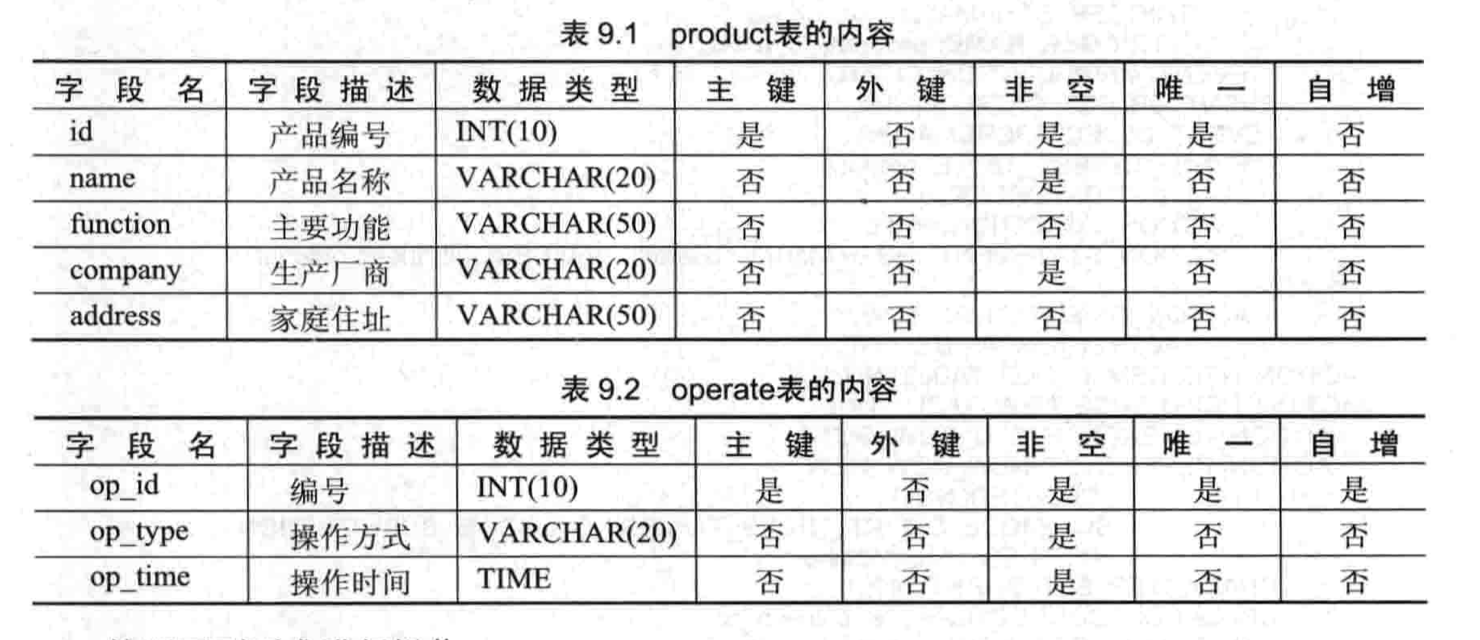 表 9.1 product表的内容
字 段 名 字 段 描 述 数 据 类 型 主 键 外 键 非 空 唯 一 自 增
id 产品编号 INT(10) 是 否 是 是 否
name 产品名称 VARCHAR(20) 否 否 是 否 否
function 主要功能 VARCHAR(50) 否 否 否 否 否
company 生产厂商 VARCHAR(20) 否 否 是 否 否
address 家庭住址 VARCHAR(50) 否 否 否 否 否
表 9.2 operate表的内容
字 段 名 字 段 描 述 数 据 类 型 主 键 外 键 非 空 唯 一 自 增
op_id 编号 INT(10) 是 否 是 是 是
op_type 操作方式 VARCHAR(20) 否 否 是 否 否
op_time 操作时间 TIME 否 否 是 否 否